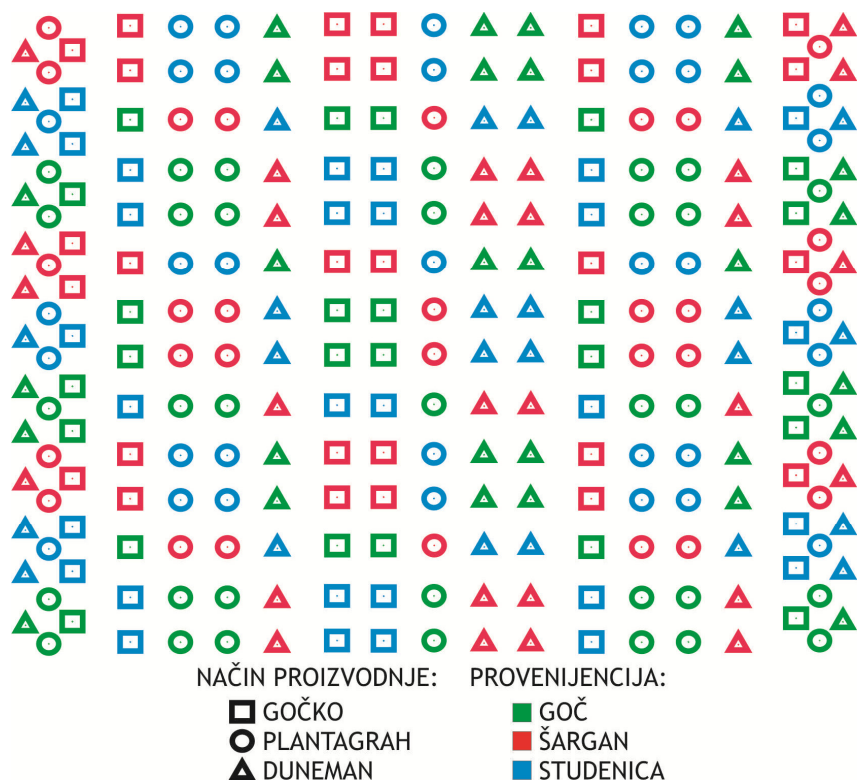 NAČIN PROIZVODNJE: PROVENIJENCIJA:
GOČKO GOČ
PLANTAGRAH ŠARGAN
DUNEMAN STUDENICA